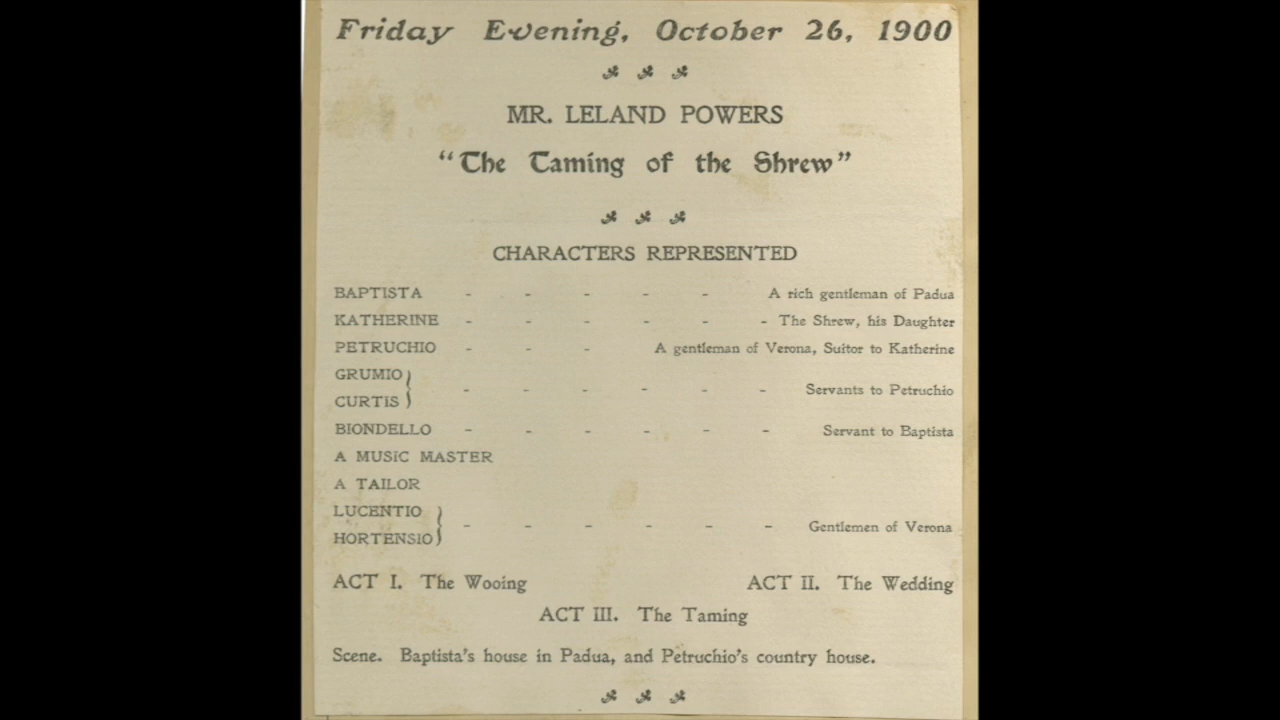 Friday Evening, October 26, 1900
MR. LELAND POWERS
"The Taming of the Shrew"
CHARACTERS REPRESENTED
BAPTISTA - - - - - A rich gentleman of Padua
KATHERINE - - - - - - The Shrew, his Daughter
PETRUCHIO - - - A gentleman of Verona, Suitor to Katherine
GRUMIO
CURTIS } - - - - - - Servants to Petruchio
BIONDELLO - - - - - - Servant to Baptista
A MUSIC MASTER
A TAILOR
LUCENTIO
HORTENSIO } - - - - - - Gentlemen of Verona
ACT I. The Wooing ACT II. The Wedding
ACT III. The Taming
Scene. Baptista's house in Padua, and Petruchio's country house.